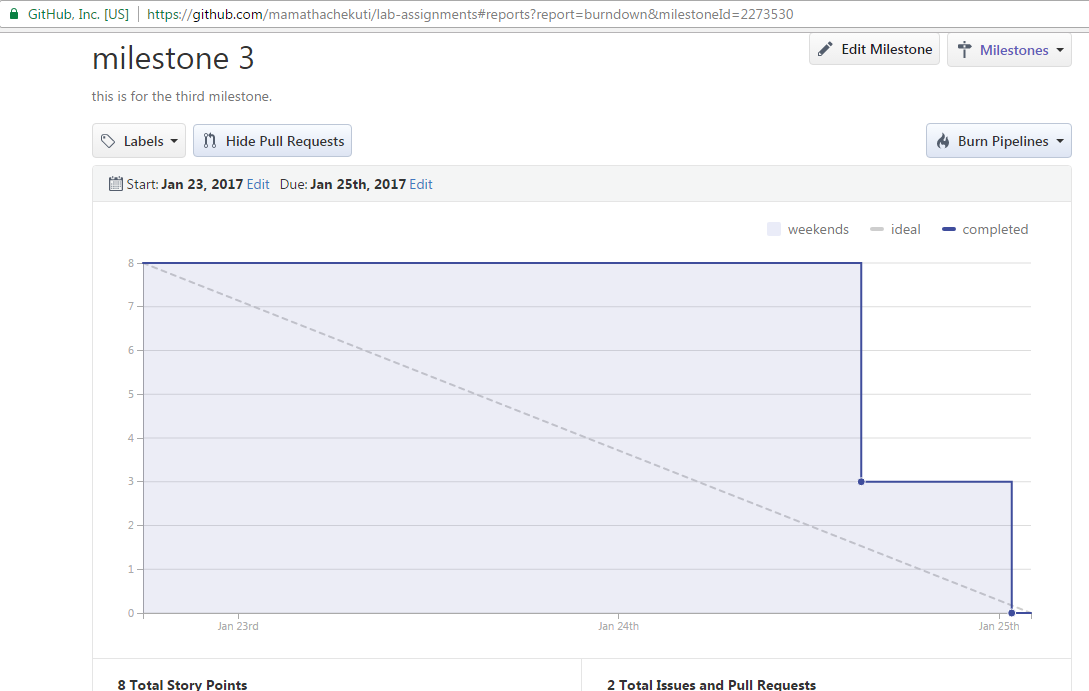 GitHub, Inc. [US] https://github.com/mamathachekuti/lab-assignments#reports?report=burndown&milestoneId=2273530
milestone 3
Edit Milestone
Milestones
this is for the third milestone.
Labels
Hide Pull Requests
Burn Pipelines
Start: Jan 23, 2017 Edit Due: Jan 25th, 2017 Edit
weekends ideal completed
8
7
6
5
4
3
2
1
0
Jan 23rd Jan 24th Jan 25th
8 Total Story Points
2 Total Issues and Pull Requests